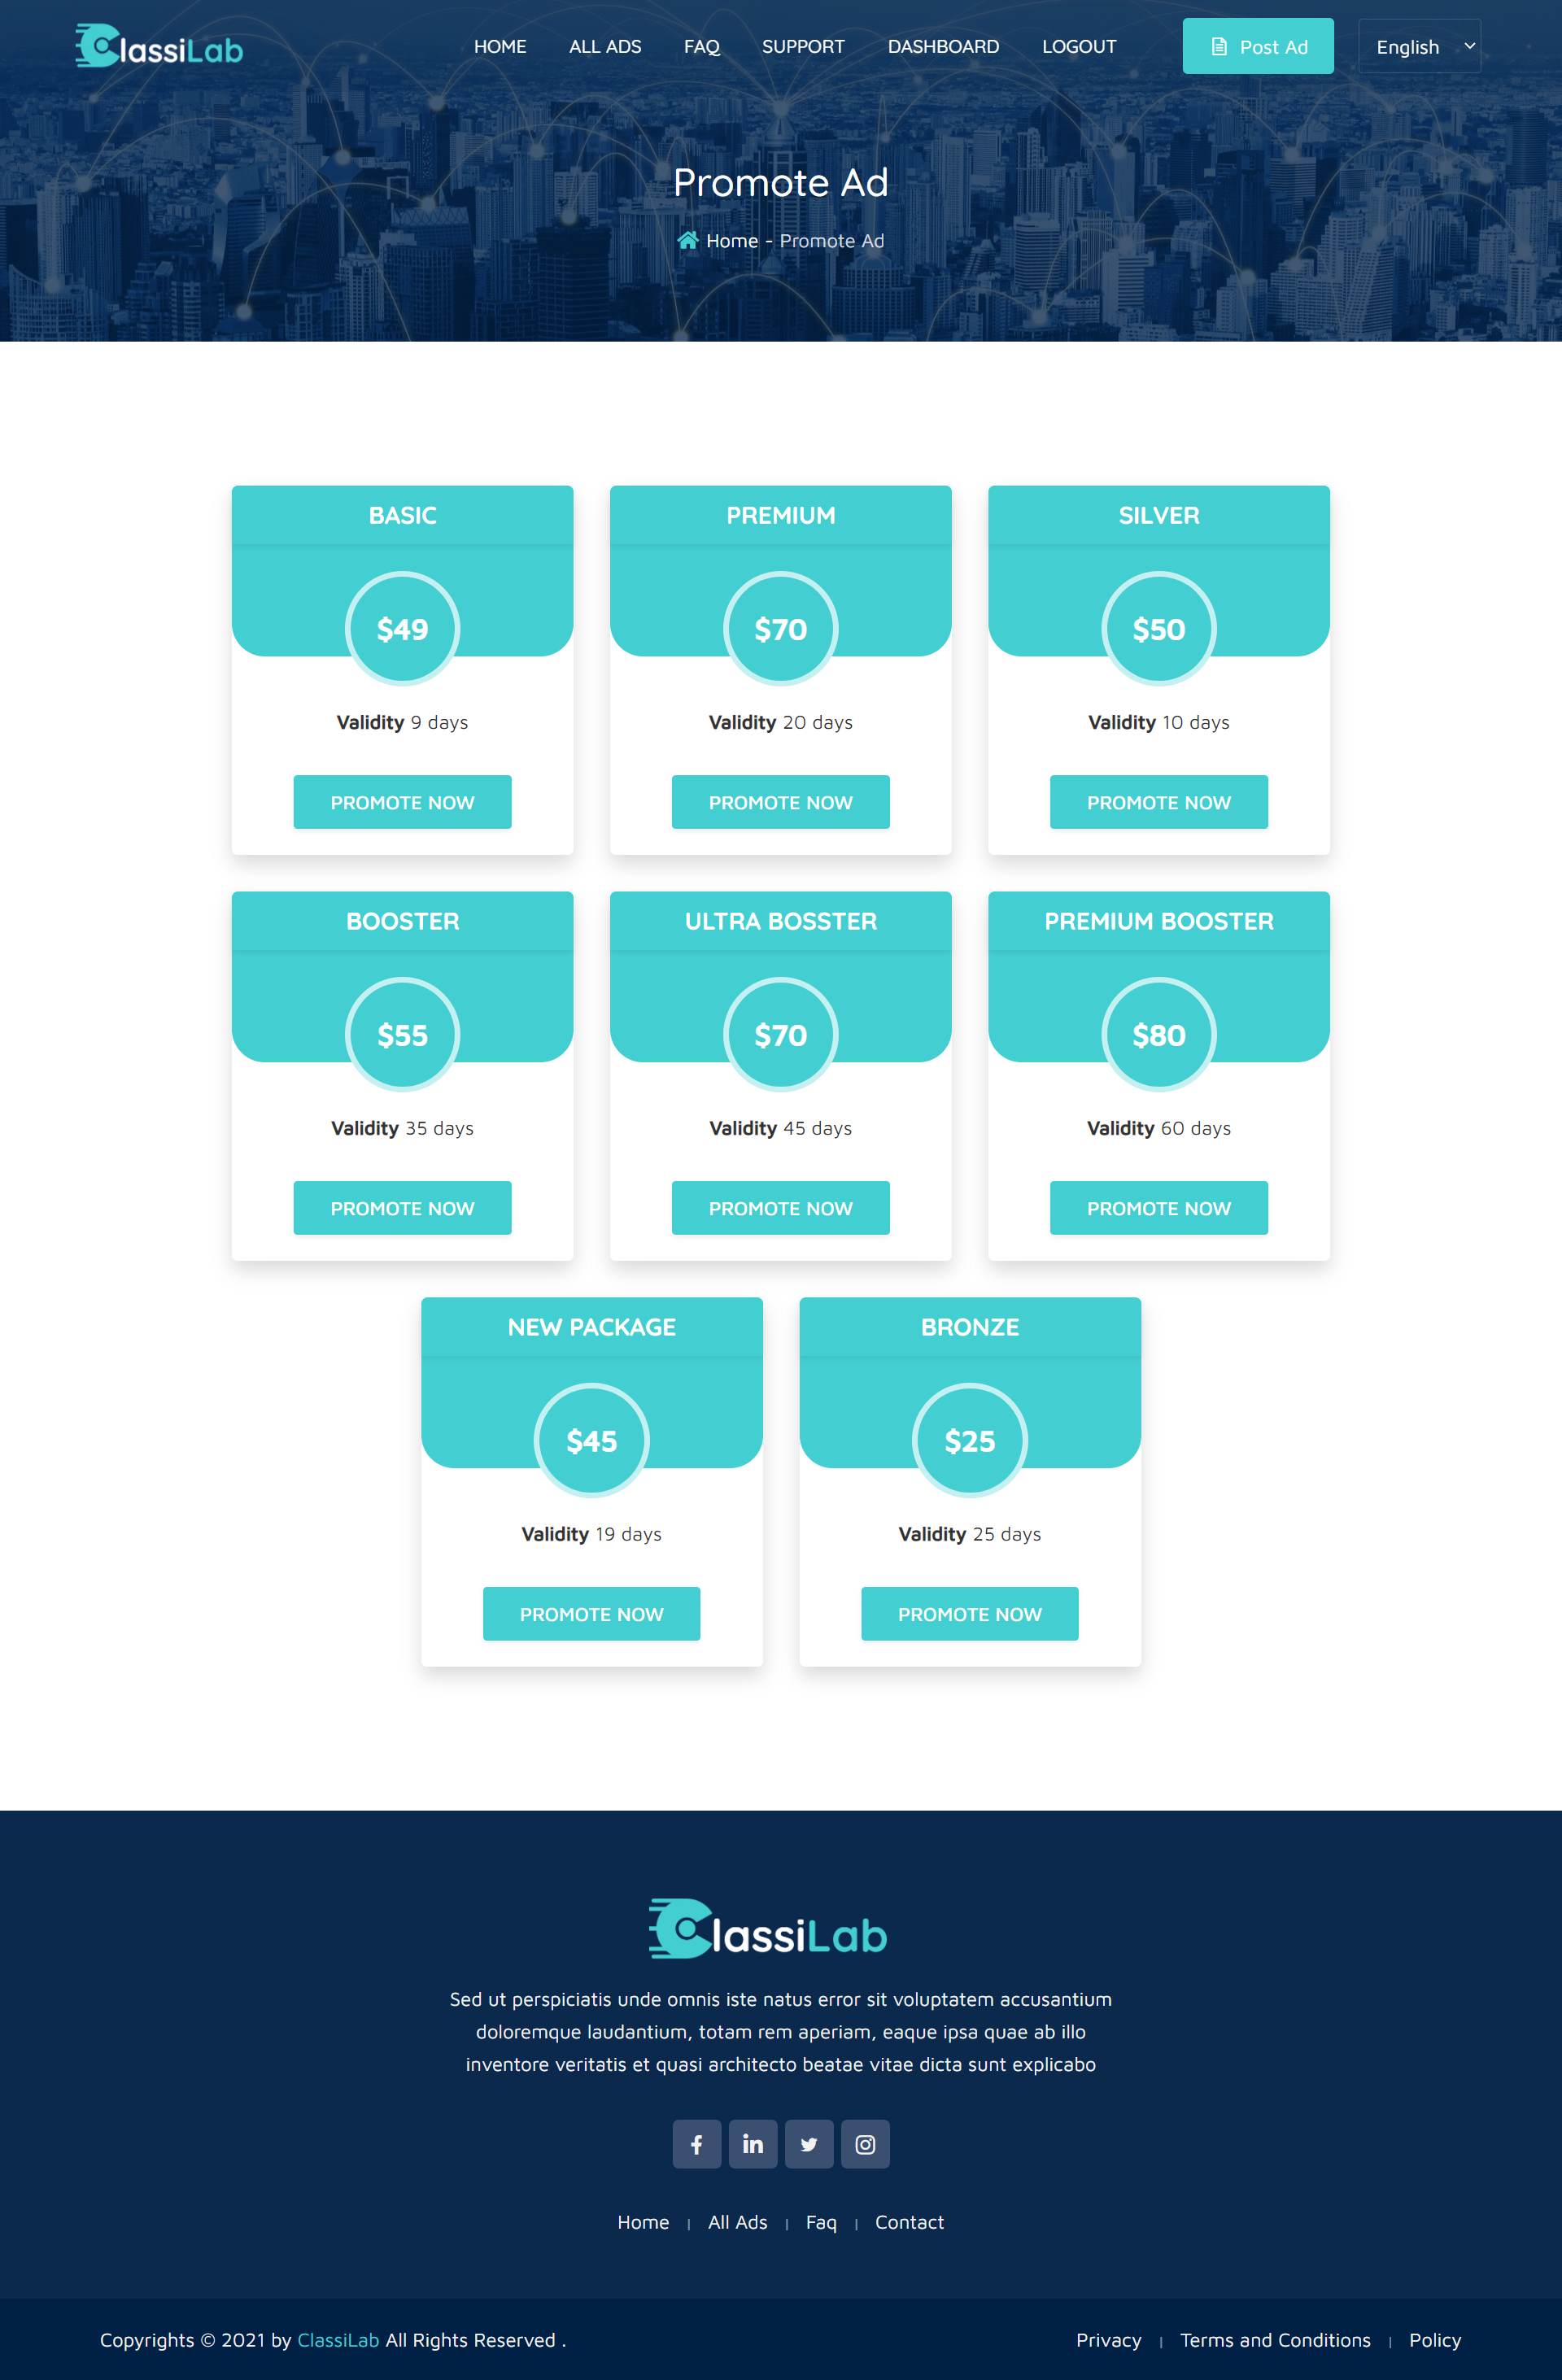 ClassiLab
HOME ALL ADS FAQ SUPPORT DASHBOARD LOGOUT Post Ad English
Promote Ad
Home - Promote Ad
BASIC
$49
Validity 9 days
PROMOTE NOW
PREMIUM
$70
Validity 20 days
PROMOTE NOW
SILVER
$50
Validity 10 days
PROMOTE NOW
BOOSTER
$55
Validity 35 days
PROMOTE NOW
ULTRA BOSSTER
$70
Validity 45 days
PROMOTE NOW
PREMIUM BOOSTER
$80
Validity 60 days
PROMOTE NOW
NEW PACKAGE
$45
Validity 19 days
PROMOTE NOW
BRONZE
$25
Validity 25 days
PROMOTE NOW
ClassiLab
Sed ut perspiciatis unde omnis iste natus error sit voluptatem accusantium
doloremque laudantium, totam rem aperiam, eaque ipsa quae ab illo
inventore veritatis et quasi architecto beatae vitae dicta sunt explicabo
Home | All Ads | Faq | Contact
Copyrights © 2021 by ClassiLab All Rights Reserved .
Privacy | Terms and Conditions | Policy